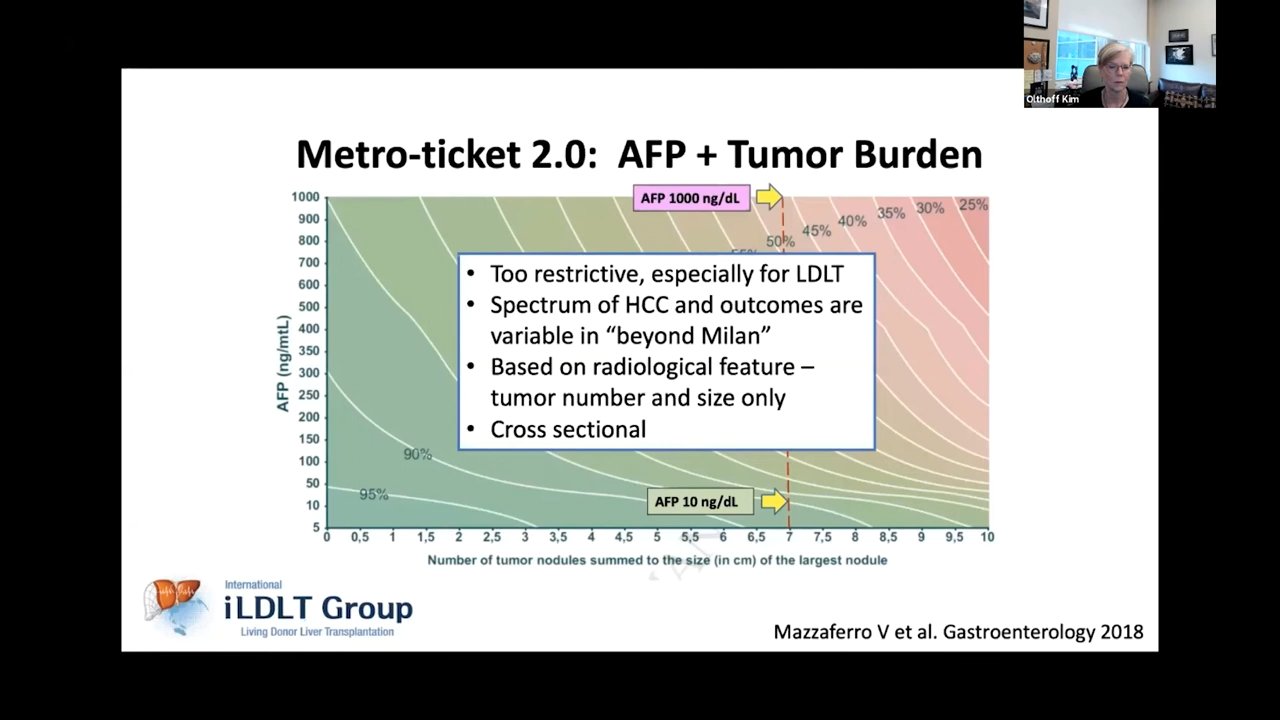 Olthoff Kim
Metro-ticket 2.0: AFP + Tumor Burden
AFP 1000 ng/dL
1000
900
800
700
600
500
400
350
300
250
200
150
100
50
10
5
AFP (ng/mtL)
25%
30%
35%
40%
45%
50%
55%
90%
95%
• Too restrictive, especially for LDLT
• Spectrum of HCC and outcomes are
variable in “beyond Milan”
• Based on radiological feature –
tumor number and size only
• Cross sectional
AFP 10 ng/dL
0 0,5 1 1,5 2 2,5 3 3,5 4 4,5 5 5,5 6 6,5 7 7,5 8 8,5 9 9,5 10
Number of tumor nodules summed to the size (in cm) of the largest nodule
International
iLDLT Group
Living Donor Liver Transplantation
Mazzaferro V et al. Gastroenterology 2018